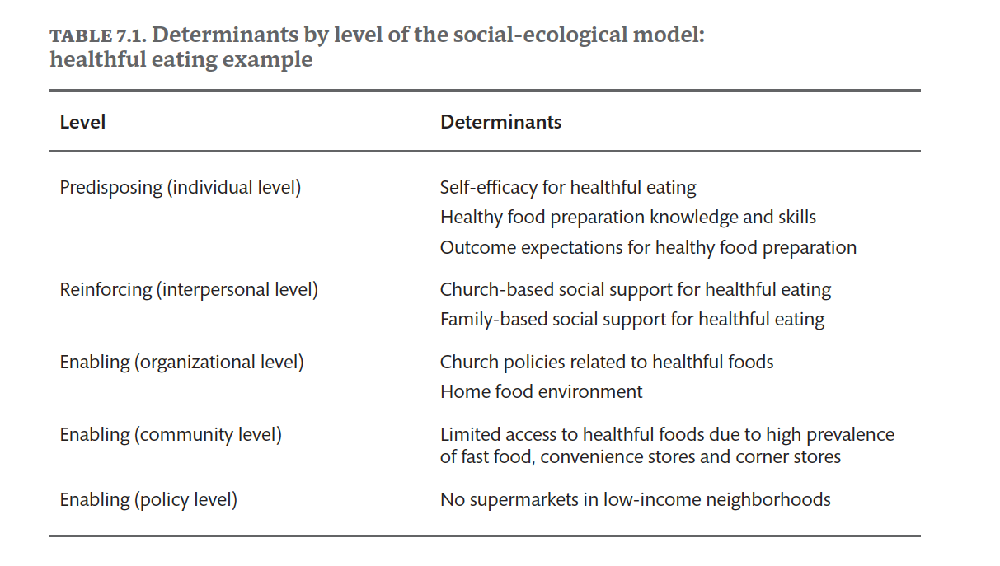 TABLE 7.1. Determinants by level of the social-ecological model:
healthful eating example
Level Determinants
Predisposing (individual level) Self-efficacy for healthful eating
Healthy food preparation knowledge and skills
Outcome expectations for healthy food preparation
Reinforcing (interpersonal level) Church-based social support for healthful eating
Family-based social support for healthful eating
Enabling (organizational level) Church policies related to healthful foods
Home food environment
Enabling (community level) Limited access to healthful foods due to high prevalence
of fast food, convenience stores and corner stores
Enabling (policy level) No supermarkets in low-income neighborhoods